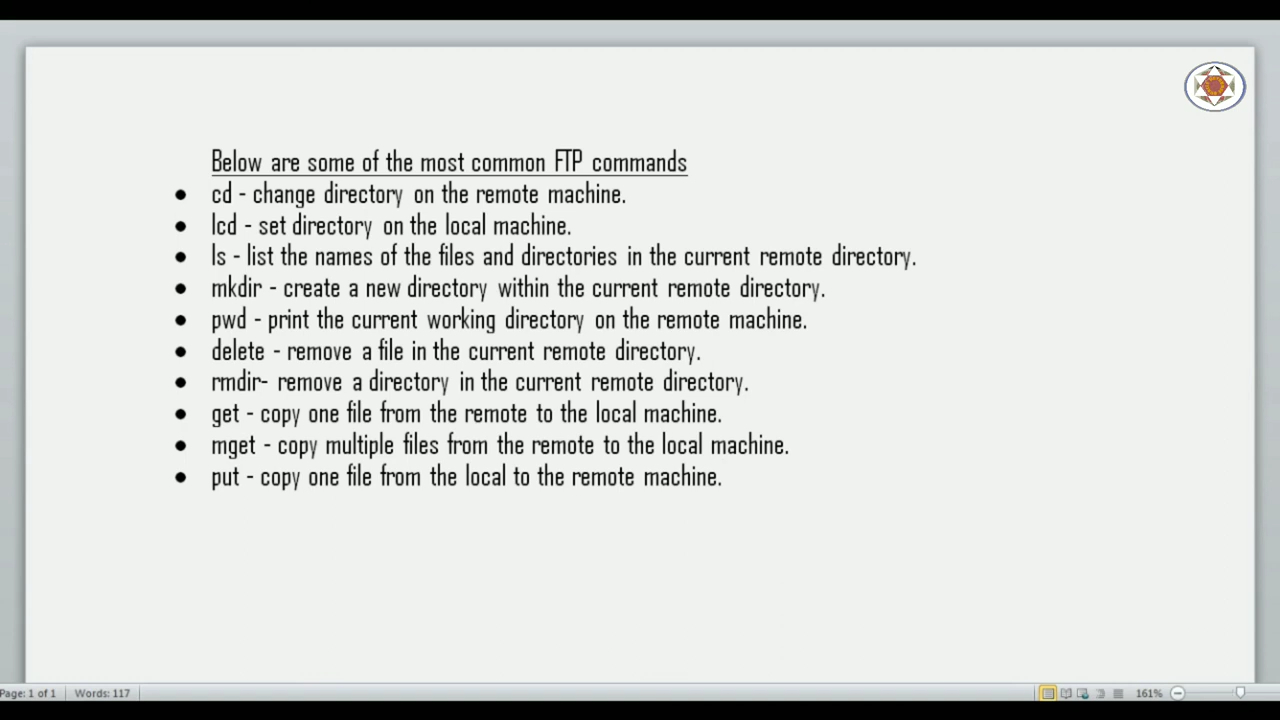 Below are some of the most common FTP commands
● cd - change directory on the remote machine.
● lcd - set directory on the local machine.
● ls - list the names of the files and directories in the current remote directory.
● mkdir - create a new directory within the current remote directory.
● pwd - print the current working directory on the remote machine.
● delete - remove a file in the current remote directory.
● rmdir- remove a directory in the current remote directory.
● get - copy one file from the remote to the local machine.
● mget - copy multiple files from the remote to the local machine.
● put - copy one file from the local to the remote machine.
Page: 1 of 1 Words: 117 161%